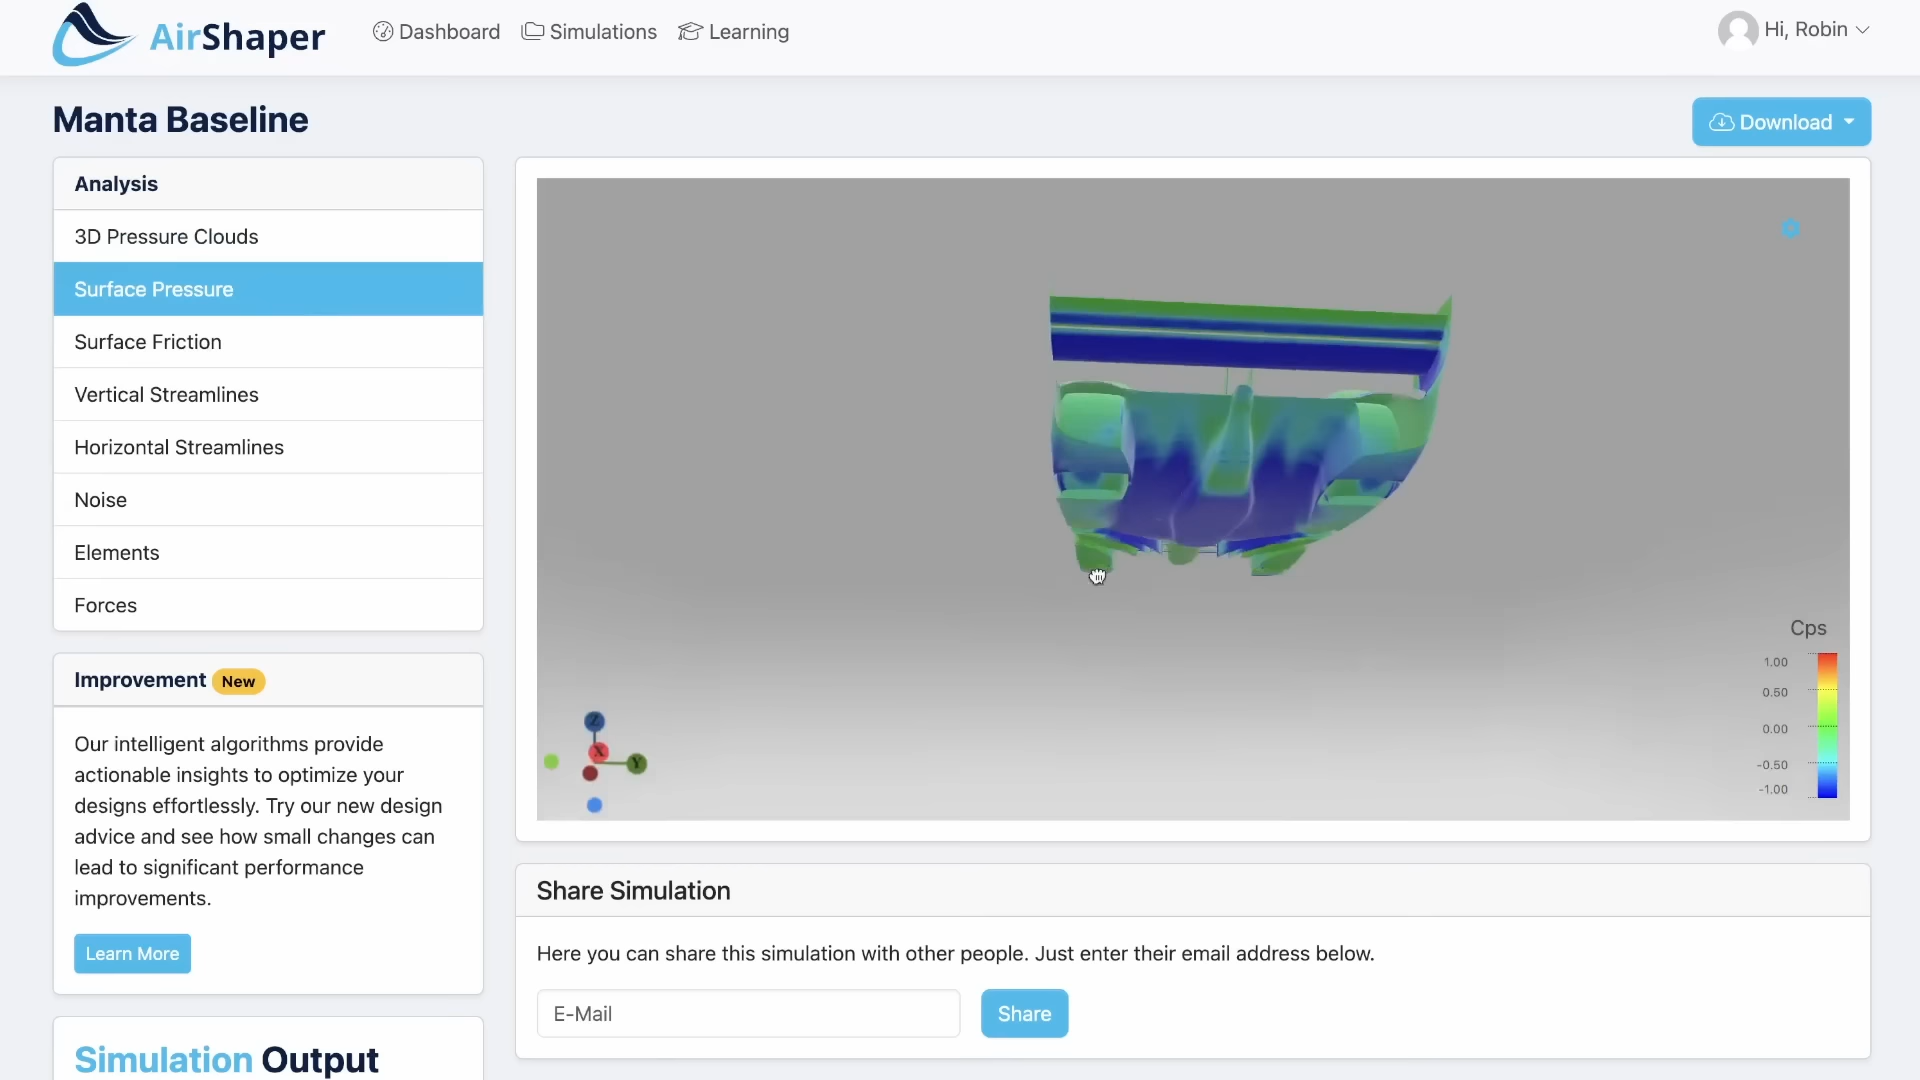 AirShaper
Dashboard
Simulations
Learning
Hi, Robin
Manta Baseline
Download
Analysis
3D Pressure Clouds
Surface Pressure
Surface Friction
Vertical Streamlines
Horizontal Streamlines
Noise
Elements
Forces
Improvement New
Our intelligent algorithms provide
actionable insights to optimize your
designs effortlessly. Try our new design
advice and see how small changes can
lead to significant performance
improvements.
Learn More
Simulation Output
Cps
1.00
0.50
0.00
-0.50
-1.00
Z
X
Y
Share Simulation
Here you can share this simulation with other people. Just enter their email address below.
E-Mail
Share